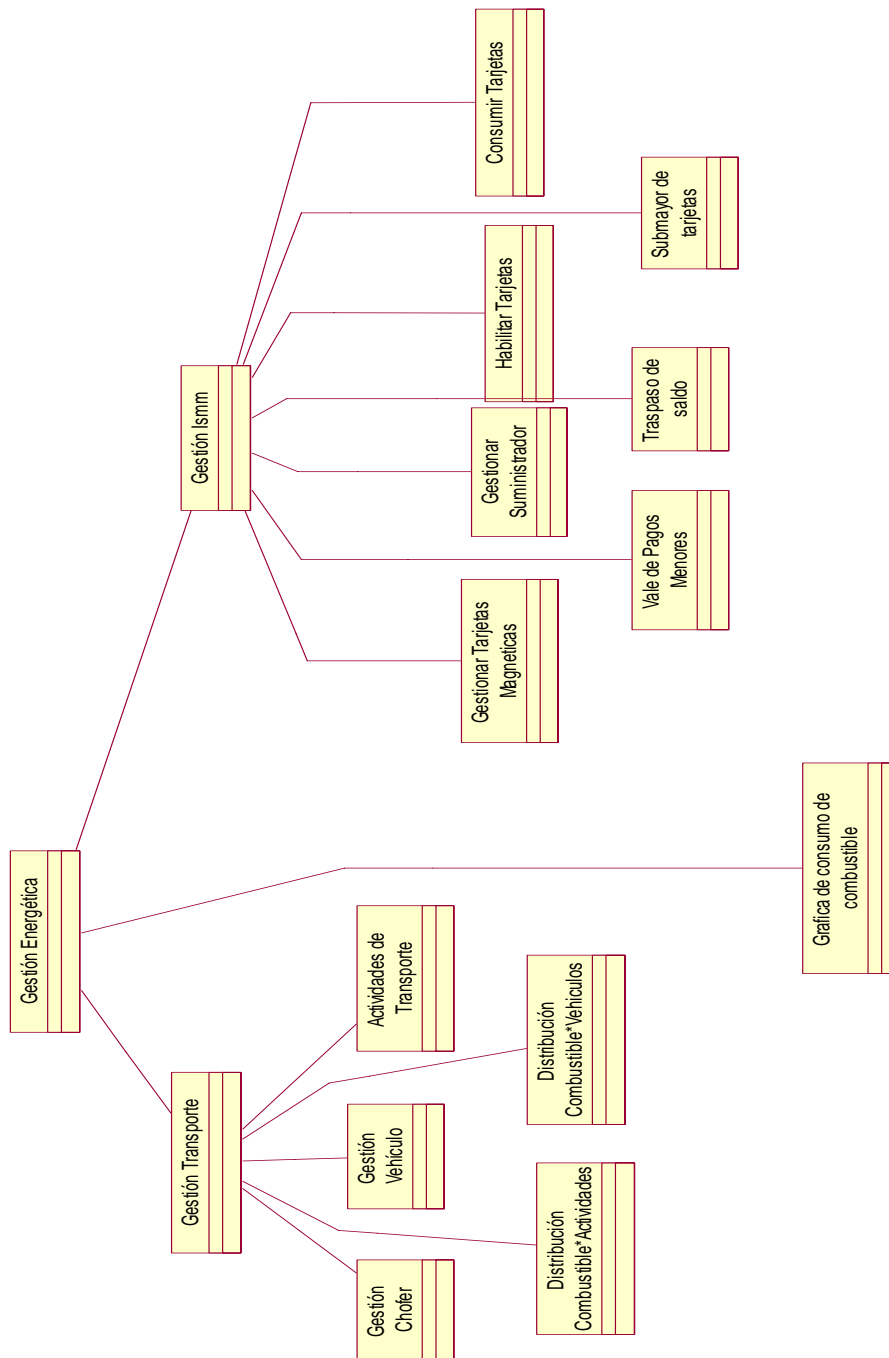 Gestión Energética
Gestión Transporte
Gestión Ismm
Gestión
Chofer
Gestión
Vehículo
Actividades de
Transporte
Distribución
Combustible*Actividades
Distribución
Combustible*Vehiculos
Grafica de consumo de
combustible
Gestionar Tarjetas
Magneticas
Gestionar
Suministrador
Habilitar Tarjetas
Consumir Tarjetas
Vale de Pagos
Menores
Traspaso de
saldo
Submayor de
tarjetas